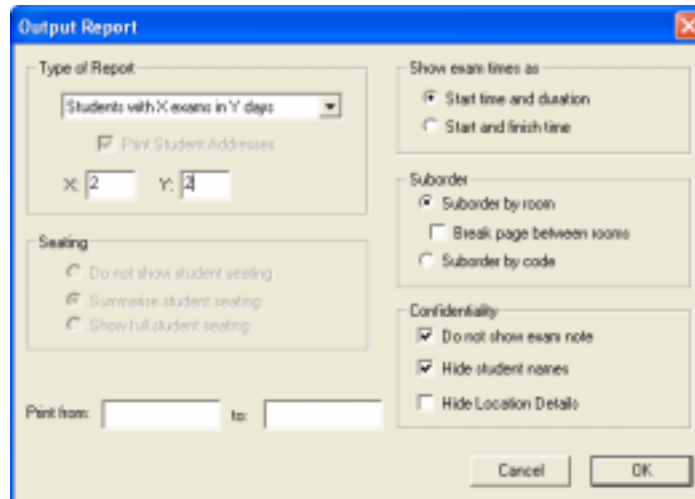 Output Report
Type of Report
Students with X exams in Y days
Print Student Addresses
X: 2 Y: 2
Seating
Do not show student seating
Summarise student seating
Show full student seating
Print from: to:
Show exam times as
Start time and duration
Start and finish time
Suborder
Suborder by room
Break page between rooms
Suborder by code
Confidentiality
Do not show exam note
Hide student names
Hide Location Details
Cancel OK